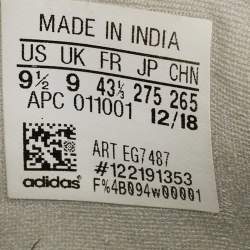 MADE IN INDIA
US UK FR JP CHN
9½ 9 43⅓ 275 265
APC 011001 12/18
ART EG7487
#122191353
adidas F%4B094w00001